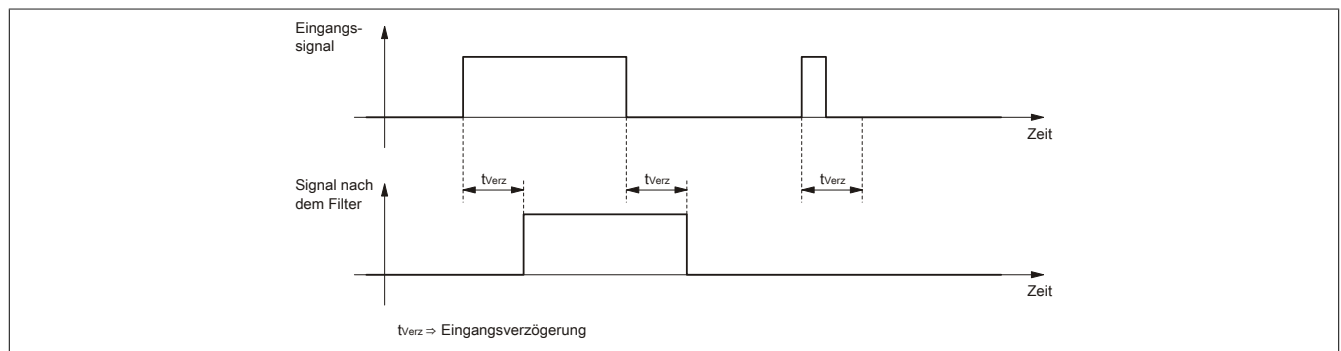 Eingangs-
signal
Zeit
tVerz
tVerz
tVerz
Signal nach
dem Filter
Zeit
tVerz ⇒ Eingangsverzögerung